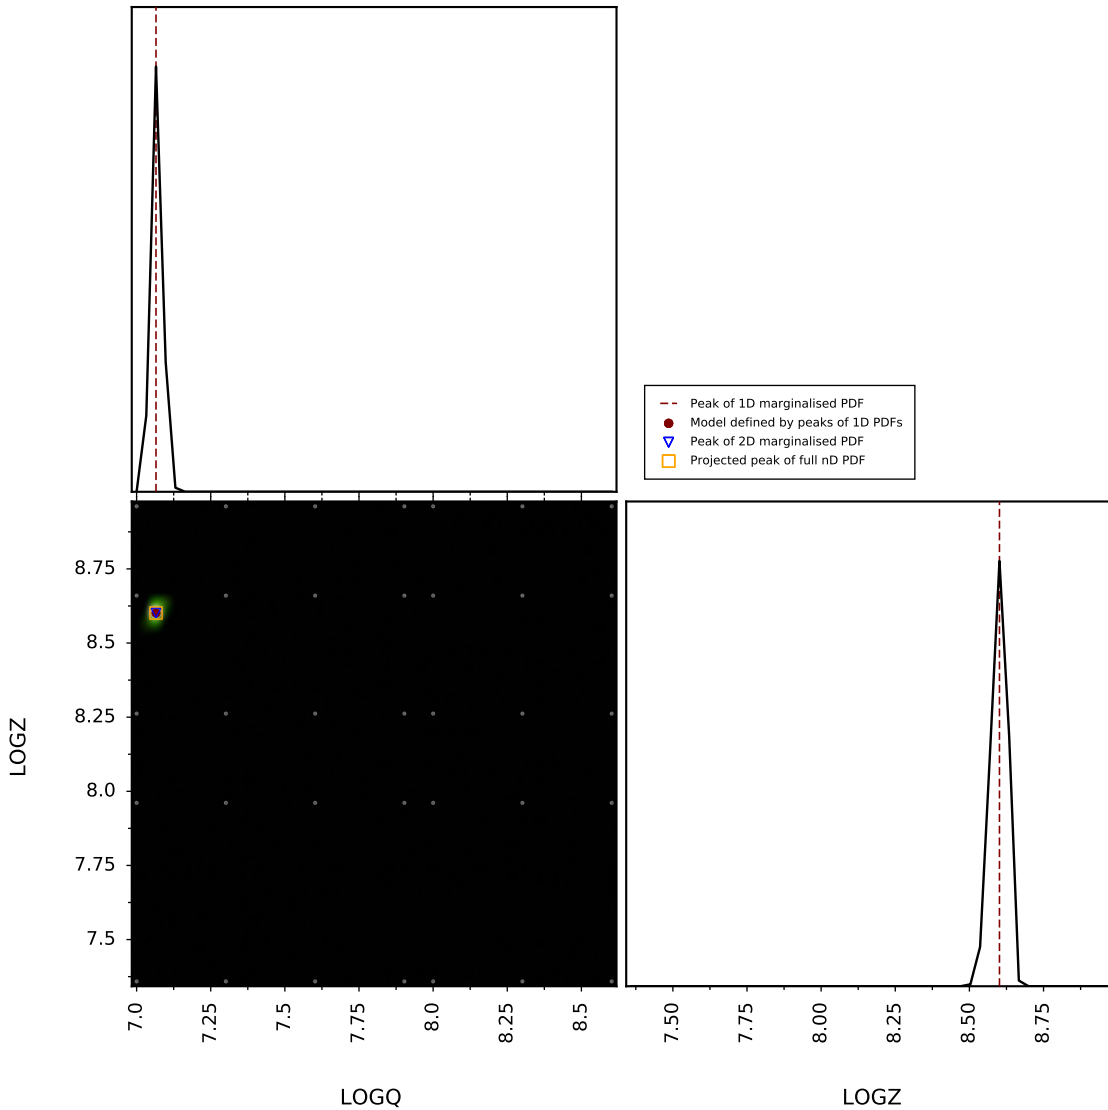 Peak of 1D marginalised PDF
Model defined by peaks of 1D PDFs
Peak of 2D marginalised PDF
Projected peak of full nD PDF
8.75
8.5
8.25
8.0
7.75
7.5
LOGZ
7.0 7.25 7.5 7.75 8.0 8.25 8.5
7.50 7.75 8.00 8.25 8.50 8.75
LOGQ
LOGZ